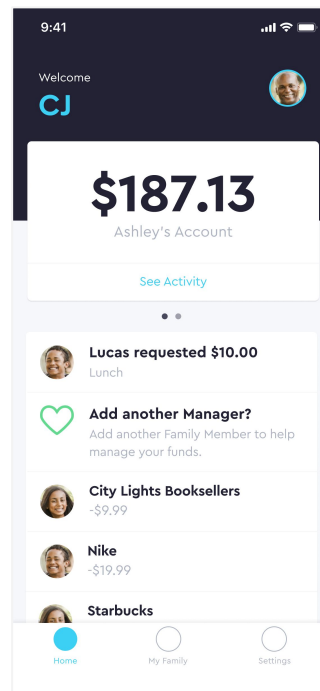 9:41
Welcome
CJ
$187.13
Ashley's Account
See Activity
Lucas requested $10.00
Lunch
Add another Manager?
Add another Family Member to help
manage your funds.
City Lights Booksellers
-$9.99
Nike
-$19.99
Starbucks
Home
My Family
Settings